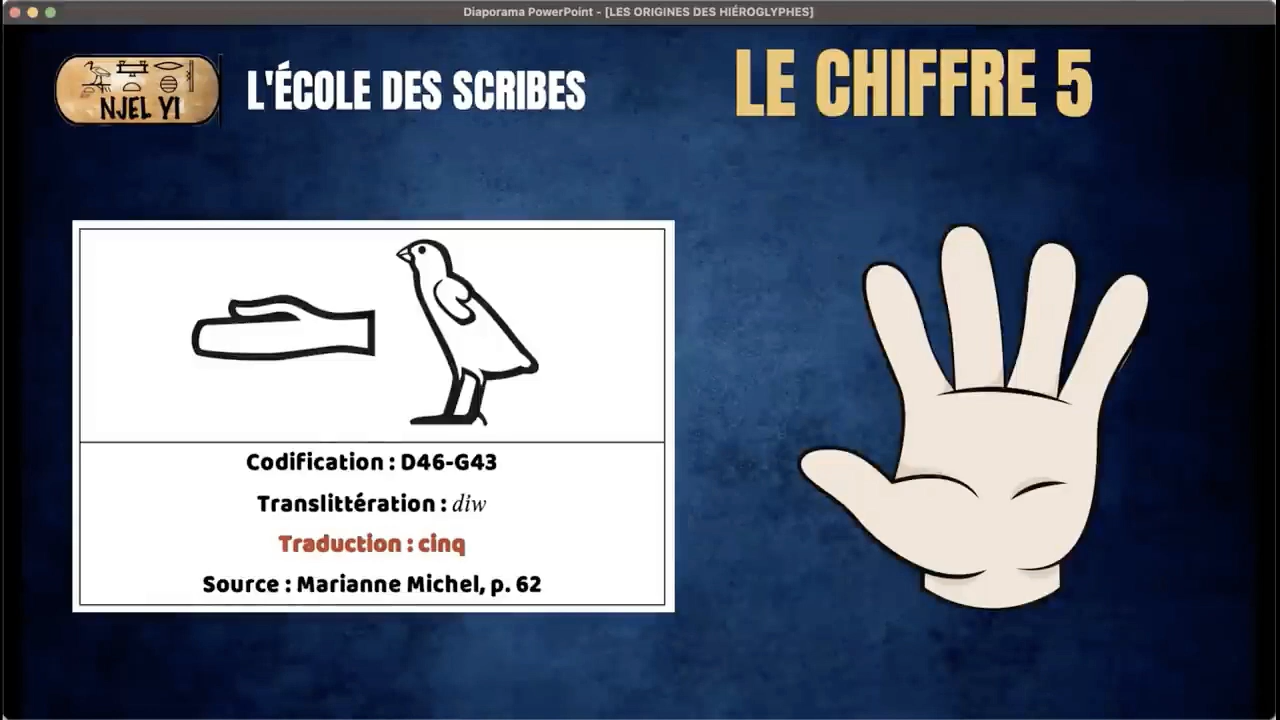 Diaporama PowerPoint - [LES ORIGINES DES HIÉROGLYPHES]
NJEL YI
L'ÉCOLE DES SCRIBES
LE CHIFFRE 5
Codification : D46-G43
Translittération : diw
Traduction : cinq
Source : Marianne Michel, p. 62